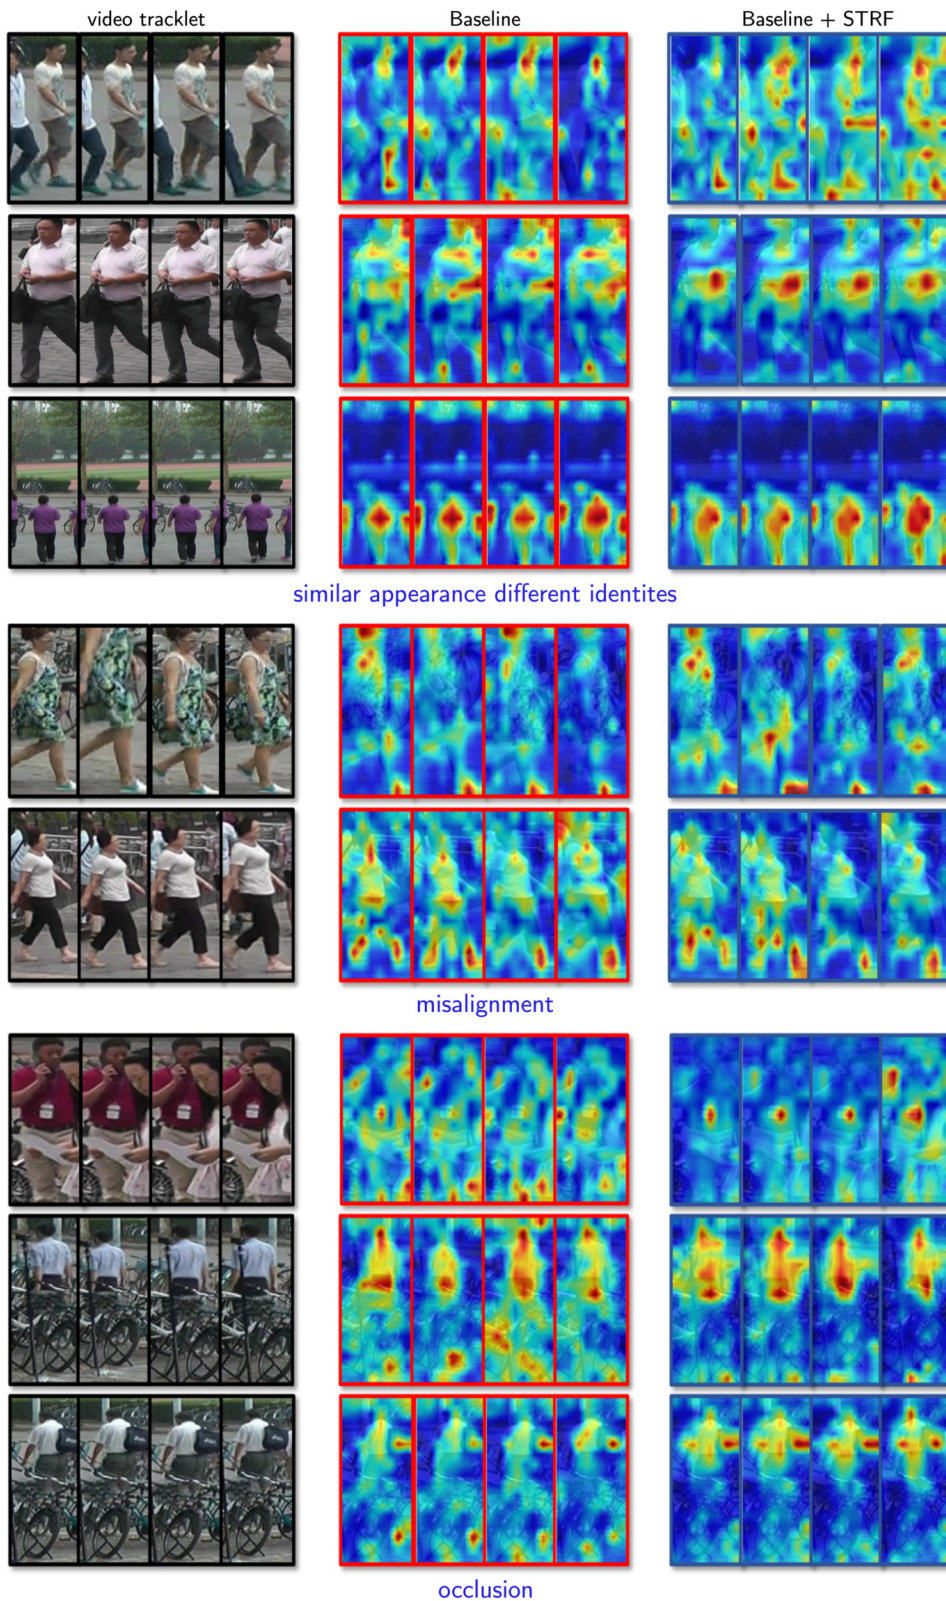 video tracklet
Baseline
Baseline + STRF
similar appearance different identites
misalignment
occlusion